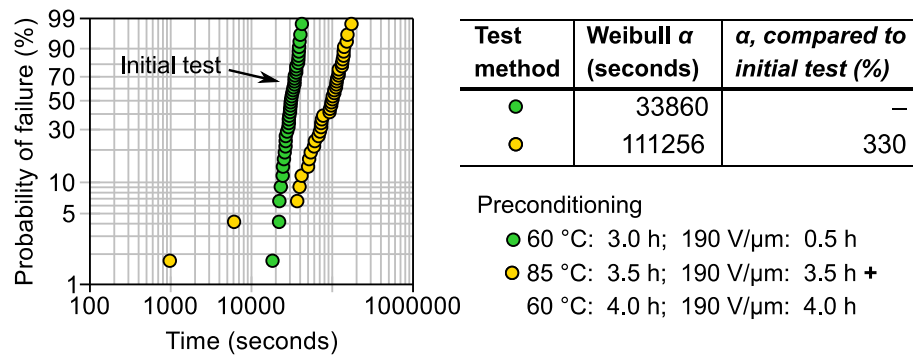 99
90
70
50
30
10
5
1
Probability of failure (%)
Initial test
100
1000
10000
1000000
Time (seconds)
Test method
Weibull α (seconds)
α, compared to initial test (%)
33860
–
111256
330
Preconditioning
60 °C: 3.0 h; 190 V/µm: 0.5 h
85 °C: 3.5 h; 190 V/µm: 3.5 h +
60 °C: 4.0 h; 190 V/µm: 4.0 h